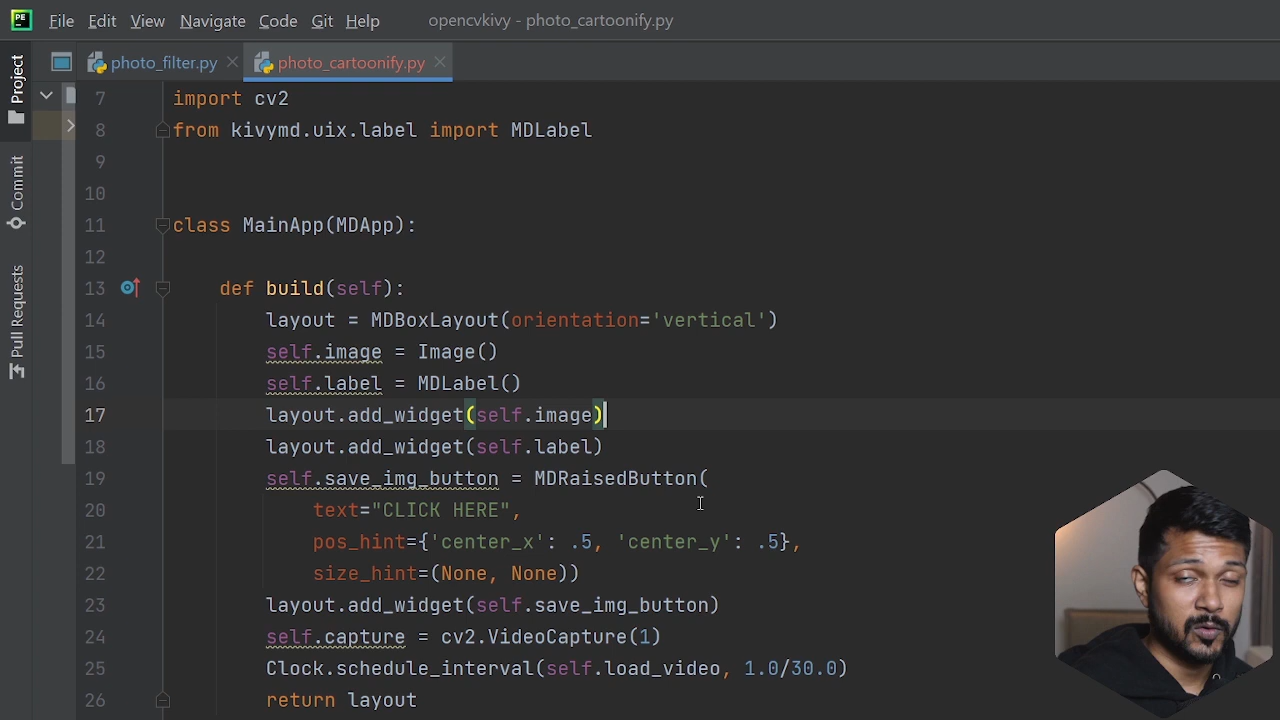 PE File Edit View Navigate Code Git Help opencvkivy - photo_cartoonify.py
photo_filter.py photo_cartoonify.py
Project
Commit
Pull Requests
7 import cv2
8 from kivymd.uix.label import MDLabel
9
10
11 class MainApp(MDApp):
12
13 def build(self):
14 layout = MDBoxLayout(orientation='vertical')
15 self.image = Image()
16 self.label = MDLabel()
17 layout.add_widget(self.image)
18 layout.add_widget(self.label)
19 self.save_img_button = MDRaisedButton(
20 text="CLICK HERE",
21 pos_hint={'center_x': .5, 'center_y': .5},
22 size_hint=(None, None))
23 layout.add_widget(self.save_img_button)
24 self.capture = cv2.VideoCapture(1)
25 Clock.schedule_interval(self.load_video, 1.0/30.0)
26 return layout